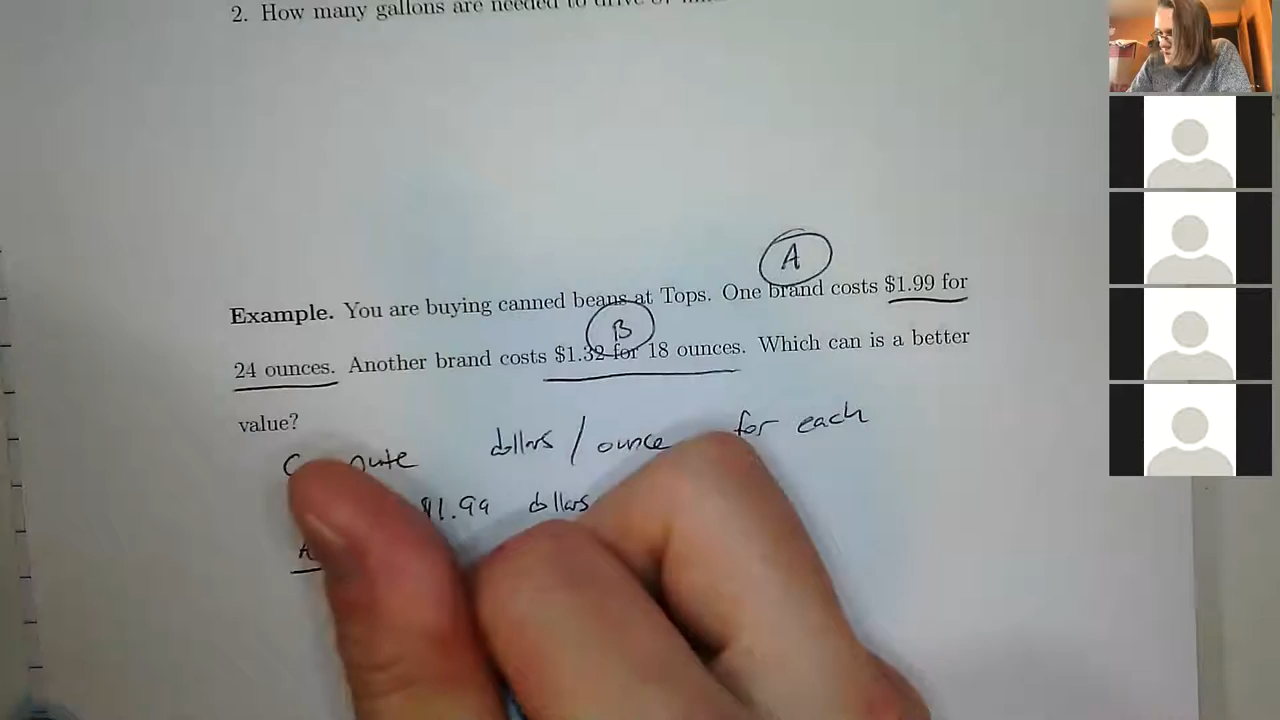 2. How many gallons are needed to drive
A
Example. You are buying canned beans at Tops. One brand costs $1.99 for
B
24 ounces. Another brand costs $1.32 for 18 ounces. Which can is a better
value?
dollars / ounce for each
$1.99 dollars
A